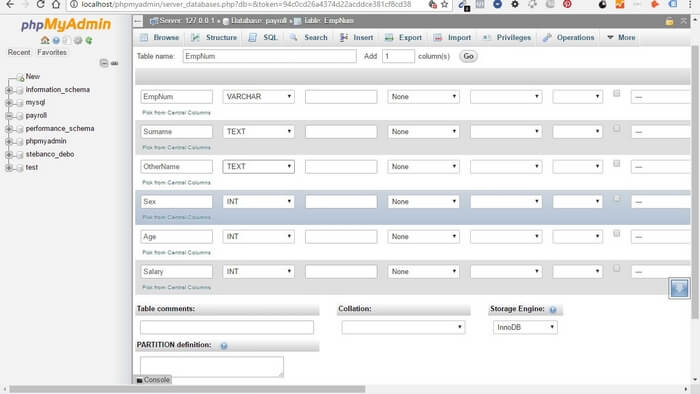 localhost/phpmyadmin/server_databases.php?db=&token=94c0cd26a4374d22acddce381cf8cd38
phpMyAdmin
Recent Favorites
New
information_schema
mysql
payroll
performance_schema
phpmyadmin
stebanco_debo
test
Server: 127.0.0.1 » Database: payroll » Table: EmpNum
Browse Structure SQL Search Insert Export Import Privileges Operations More
Table name: EmpNum Add 1 column(s) Go
EmpNum VARCHAR None ---
Pick from Central Columns
Surname TEXT None ---
Pick from Central Columns
OtherName TEXT None ---
Pick from Central Columns
Sex INT None ---
Pick from Central Columns
Age INT None ---
Pick from Central Columns
Salary INT None ---
Pick from Central Columns
Table comments: Collation: Storage Engine:
InnoDB
PARTITION definition:
Console